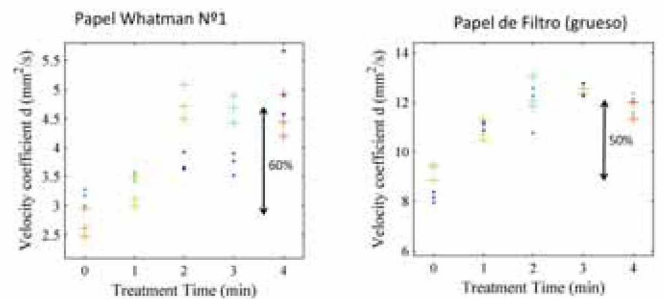 Papel Whatman Nº1
Velocity coefficient d (mm²/s)
5.5
5
4.5
4
3.5
3
2.5
60%
0 1 2 3 4
Treatment Time (min)
Papel de Filtro (grueso)
Velocity coefficient d (mm²/s)
14
12
10
8
6
50%
0 1 2 3 4
Treatment Time (min)